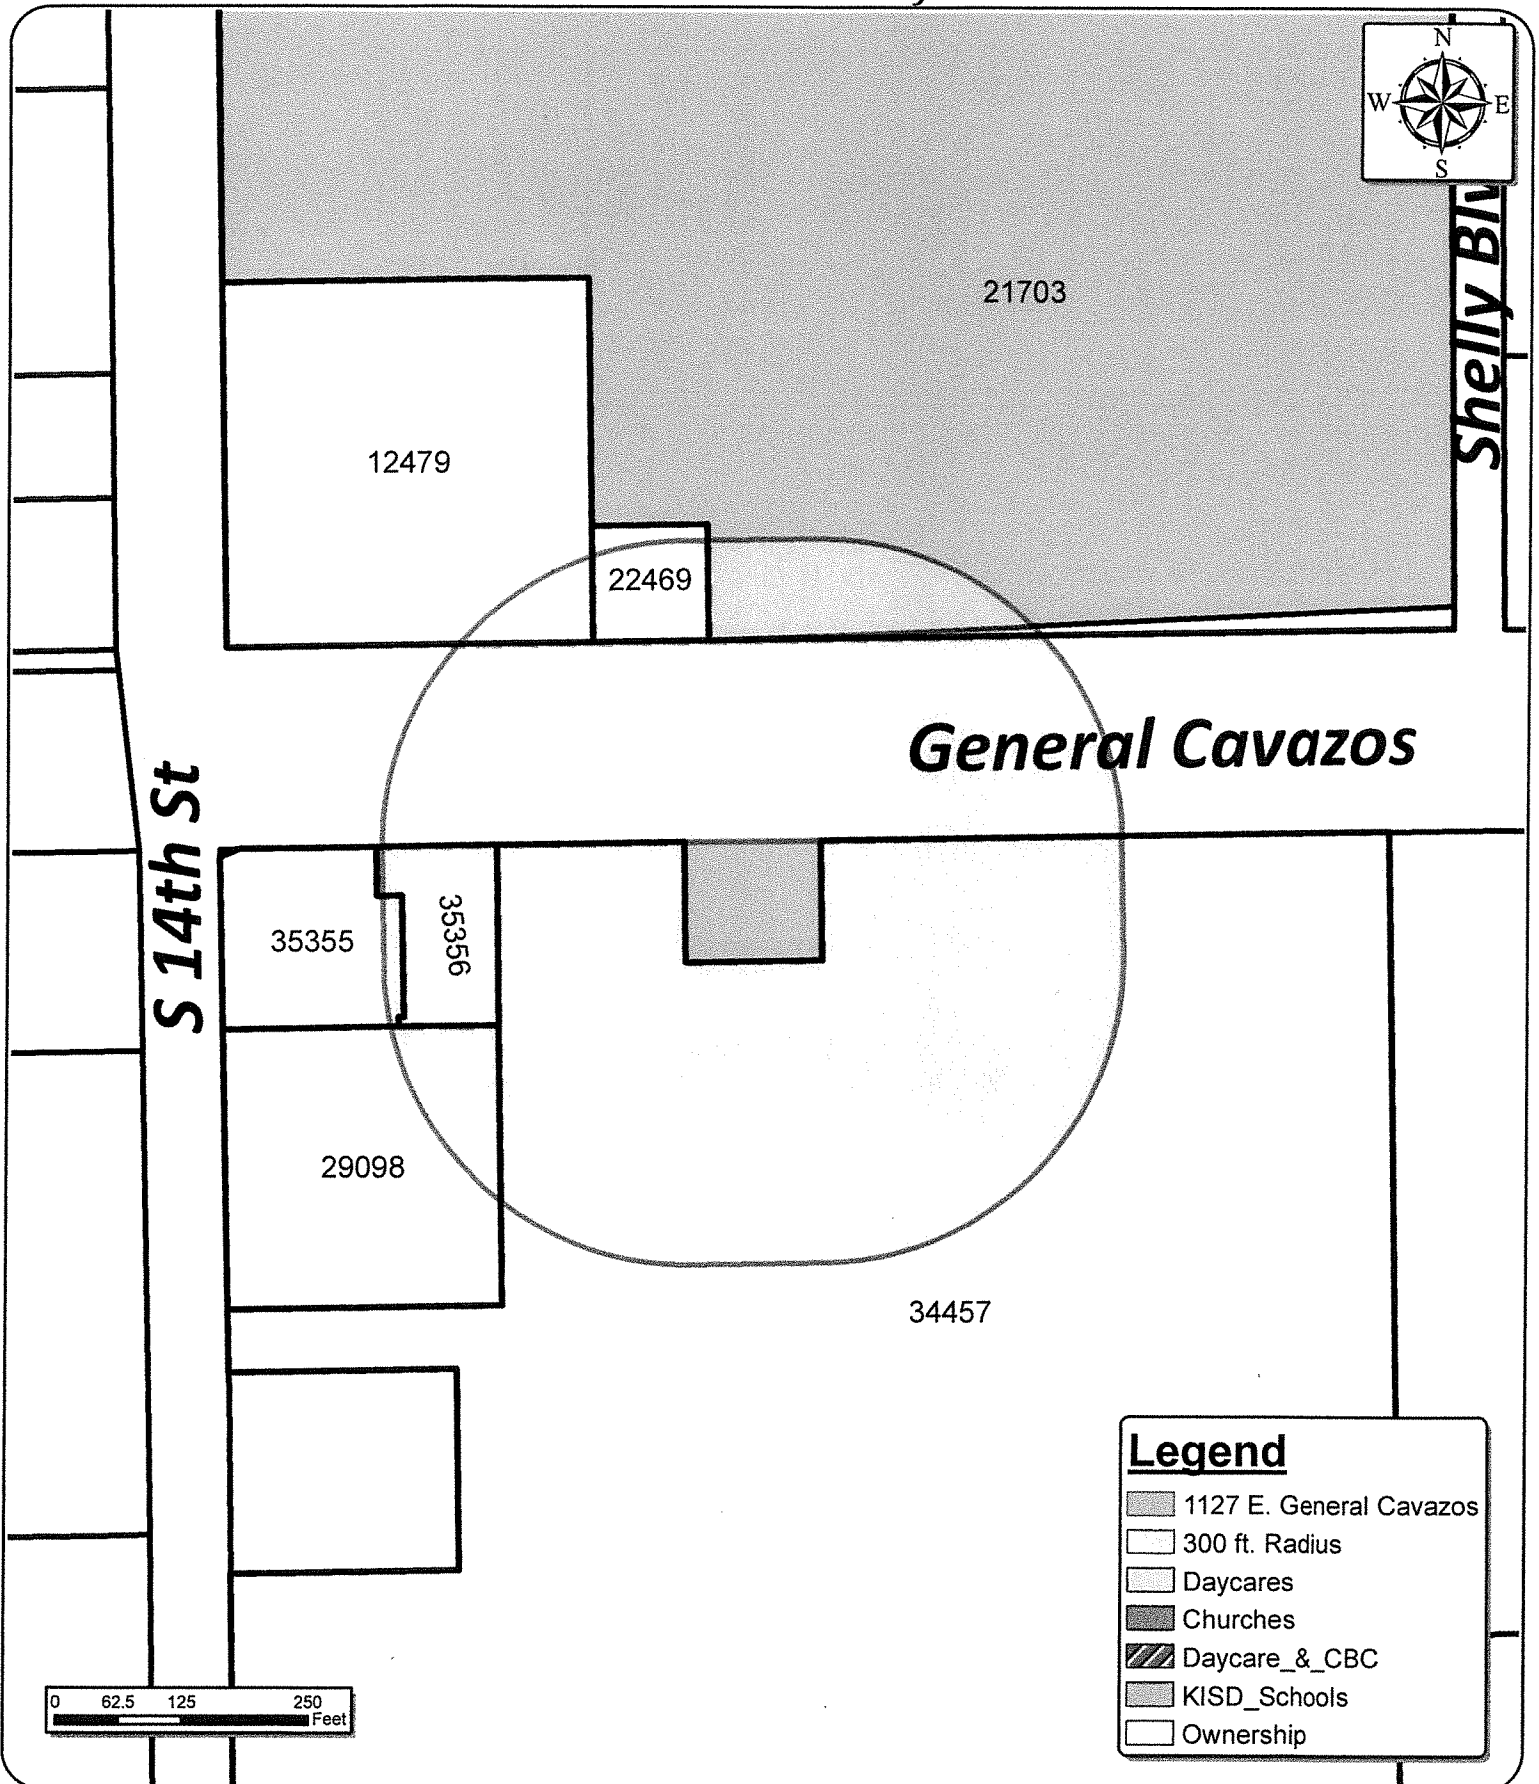 N
W E
S
Shelly Blv
21703
12479
22469
General Cavazos
S 14th St
35355
35356
29098
34457
Legend
1127 E. General Cavazos
300 ft. Radius
Daycares
Churches
Daycare_&_CBC
KISD_Schools
Ownership
0 62.5 125 250
Feet